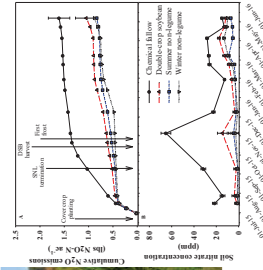 A
Cumulative N₂O emissions
(lbs N₂O-N ac⁻¹)
2.5
2.0
1.5
1.0
0.5
0.0
Cover crop
planting
SNL
termination
DSB
harvest
First
frost
B
Soil nitrate concentration
(ppm)
80
60
40
20
0
Chemical fallow
Double-crop soybean
Summer non-legume
Winter non-legume